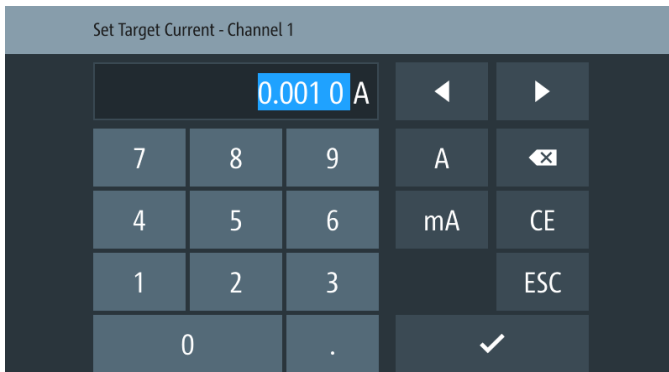 Set Target Current - Channel 1
0.001 0 A
7 8 9 A
4 5 6 mA CE
1 2 3 ESC
0 .